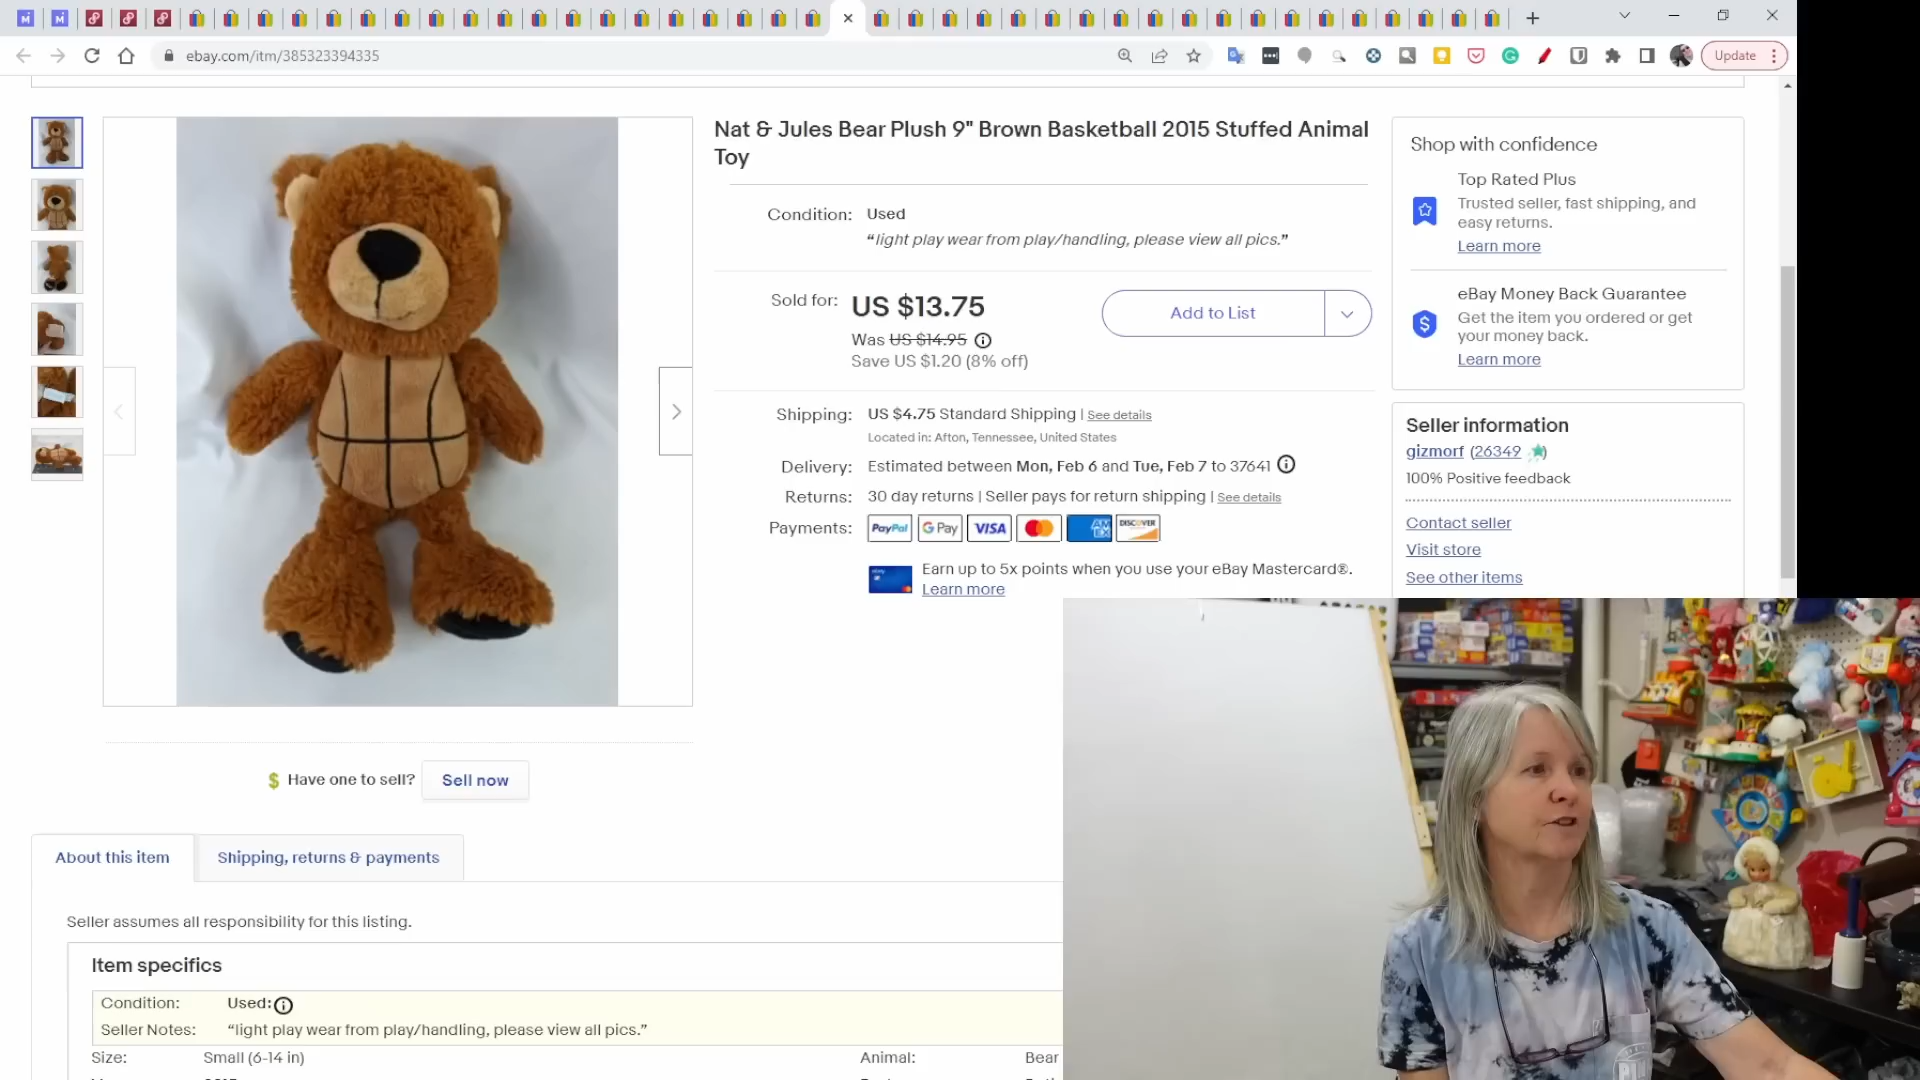 ebay.com/itm/385323394335
Update
Nat & Jules Bear Plush 9" Brown Basketball 2015 Stuffed Animal
Toy
Condition: Used
“light play wear from play/handling, please view all pics.”
Sold for: US $13.75
Add to List
Was US $14.95
Save US $1.20 (8% off)
Shipping: US $4.75 Standard Shipping | See details
Located in: Afton, Tennessee, United States
Delivery: Estimated between Mon, Feb 6 and Tue, Feb 7 to 37641
Returns: 30 day returns | Seller pays for return shipping | See details
Payments: PayPal G Pay VISA AM EX DISCOVER
Earn up to 5x points when you use your eBay Mastercard®.
Learn more
Shop with confidence
Top Rated Plus
Trusted seller, fast shipping, and
easy returns.
Learn more
eBay Money Back Guarantee
Get the item you ordered or get
your money back.
Learn more
Seller information
gizmorf (26349)
100% Positive feedback
Contact seller
Visit store
See other items
Have one to sell? Sell now
About this item
Shipping, returns & payments
Seller assumes all responsibility for this listing.
Item specifics
Condition: Used:
Seller Notes: “light play wear from play/handling, please view all pics.”
Size: Small (6-14 in)
Animal: Bear